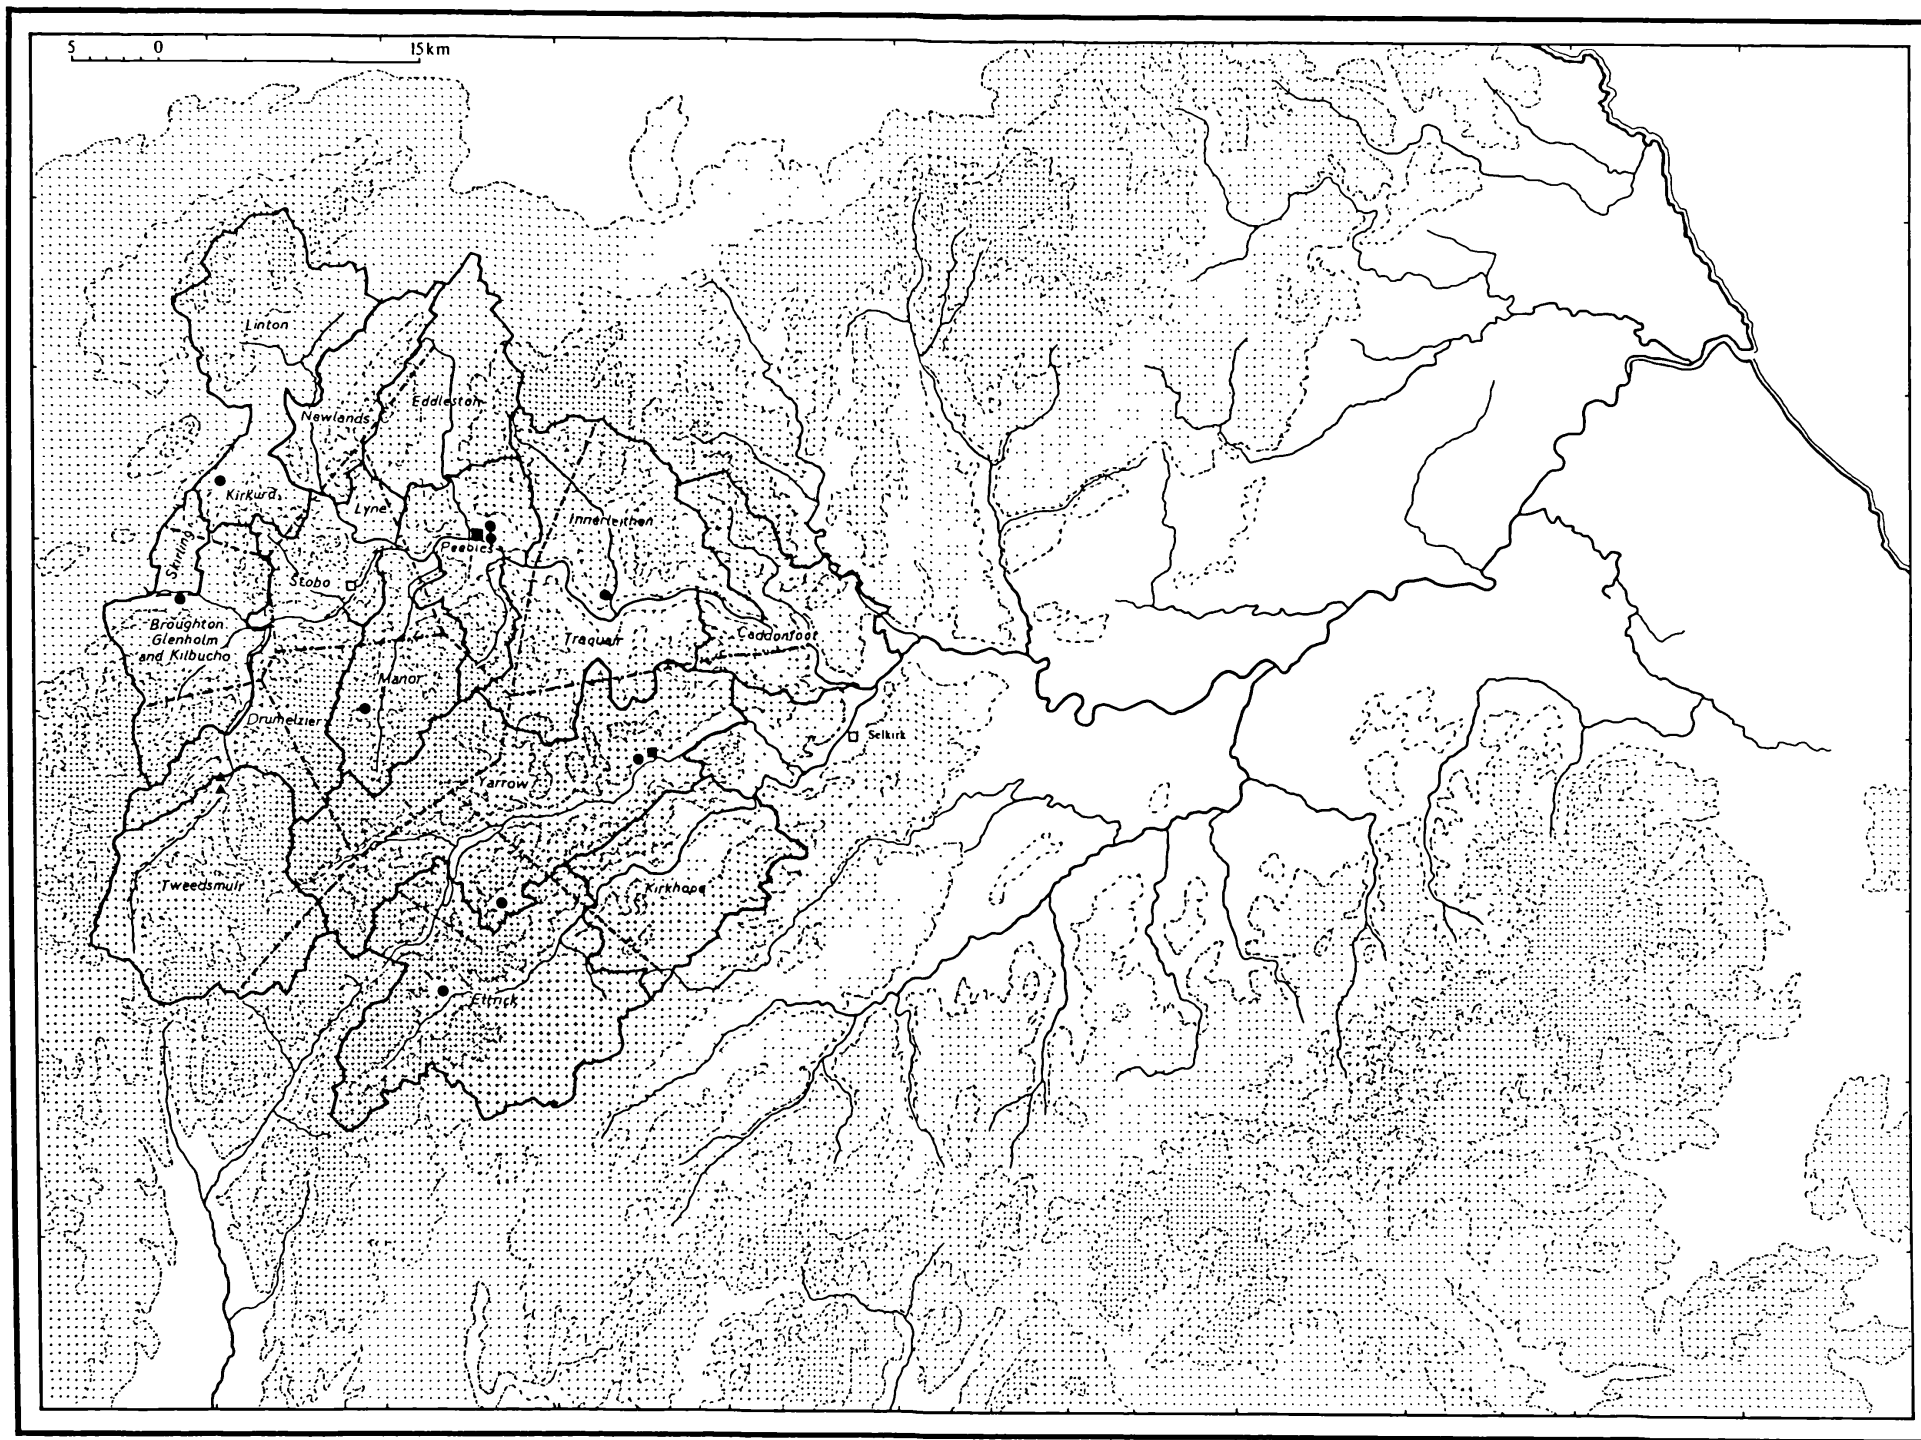 5 0 15km
Linton
Newlands
Eddleston
Kirkurd
Lyne
Innerleithen
Peebles
Skirling
Stobo
Broughton
Glenholm
and Kilbucho
Traquair
Caddonfoot
Manor
Drumelzier
Selkirk
Yarrow
Tweedsmuir
Kirkhope
Ettrick